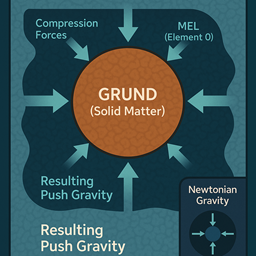 Compression
Forces
MEL
(Element 0)
GRUND
(Solid Matter)
Resulting
Push Gravity
Newtonian
Gravity
Resulting
Push Gravity